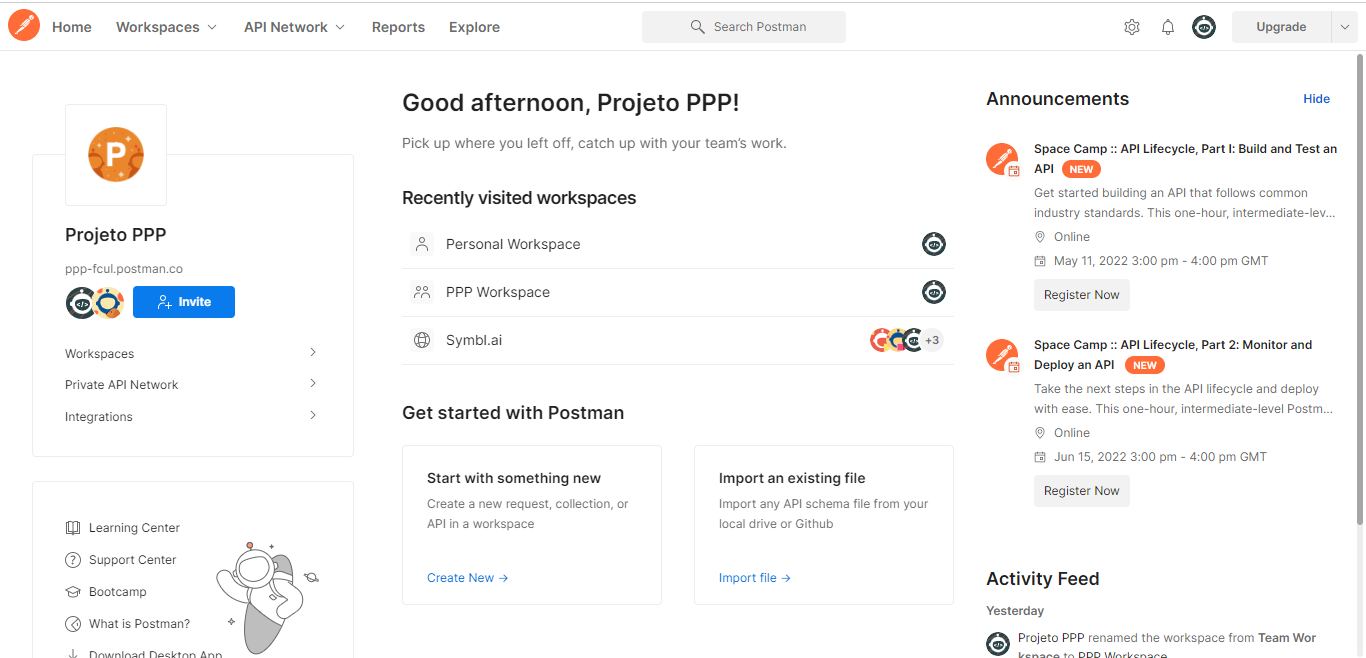 Home
Workspaces
API Network
Reports
Explore
Search Postman
Upgrade
P
Projeto PPP
ppp-fcul.postman.co
Invite
Workspaces
Private API Network
Integrations
Learning Center
Support Center
Bootcamp
What is Postman?
Download Desktop App
Good afternoon, Projeto PPP!
Pick up where you left off, catch up with your team's work.
Recently visited workspaces
Personal Workspace
PPP Workspace
Symbl.ai
+3
Get started with Postman
Start with something new
Create a new request, collection, or
API in a workspace
Create New →
Import an existing file
Import any API schema file from your
local drive or Github
Import file →
Announcements
Hide
Space Camp :: API Lifecycle, Part I: Build and Test an
API NEW
Get started building an API that follows common
industry standards. This one-hour, intermediate-lev...
Online
May 11, 2022 3:00 pm - 4:00 pm GMT
Register Now
Space Camp :: API Lifecycle, Part 2: Monitor and
Deploy an API NEW
Take the next steps in the API lifecycle and deploy
with ease. This one-hour, intermediate-level Postm...
Online
Jun 15, 2022 3:00 pm - 4:00 pm GMT
Register Now
Activity Feed
Yesterday
Projeto PPP renamed the workspace from Team Wor
kspace to PPP Workspace